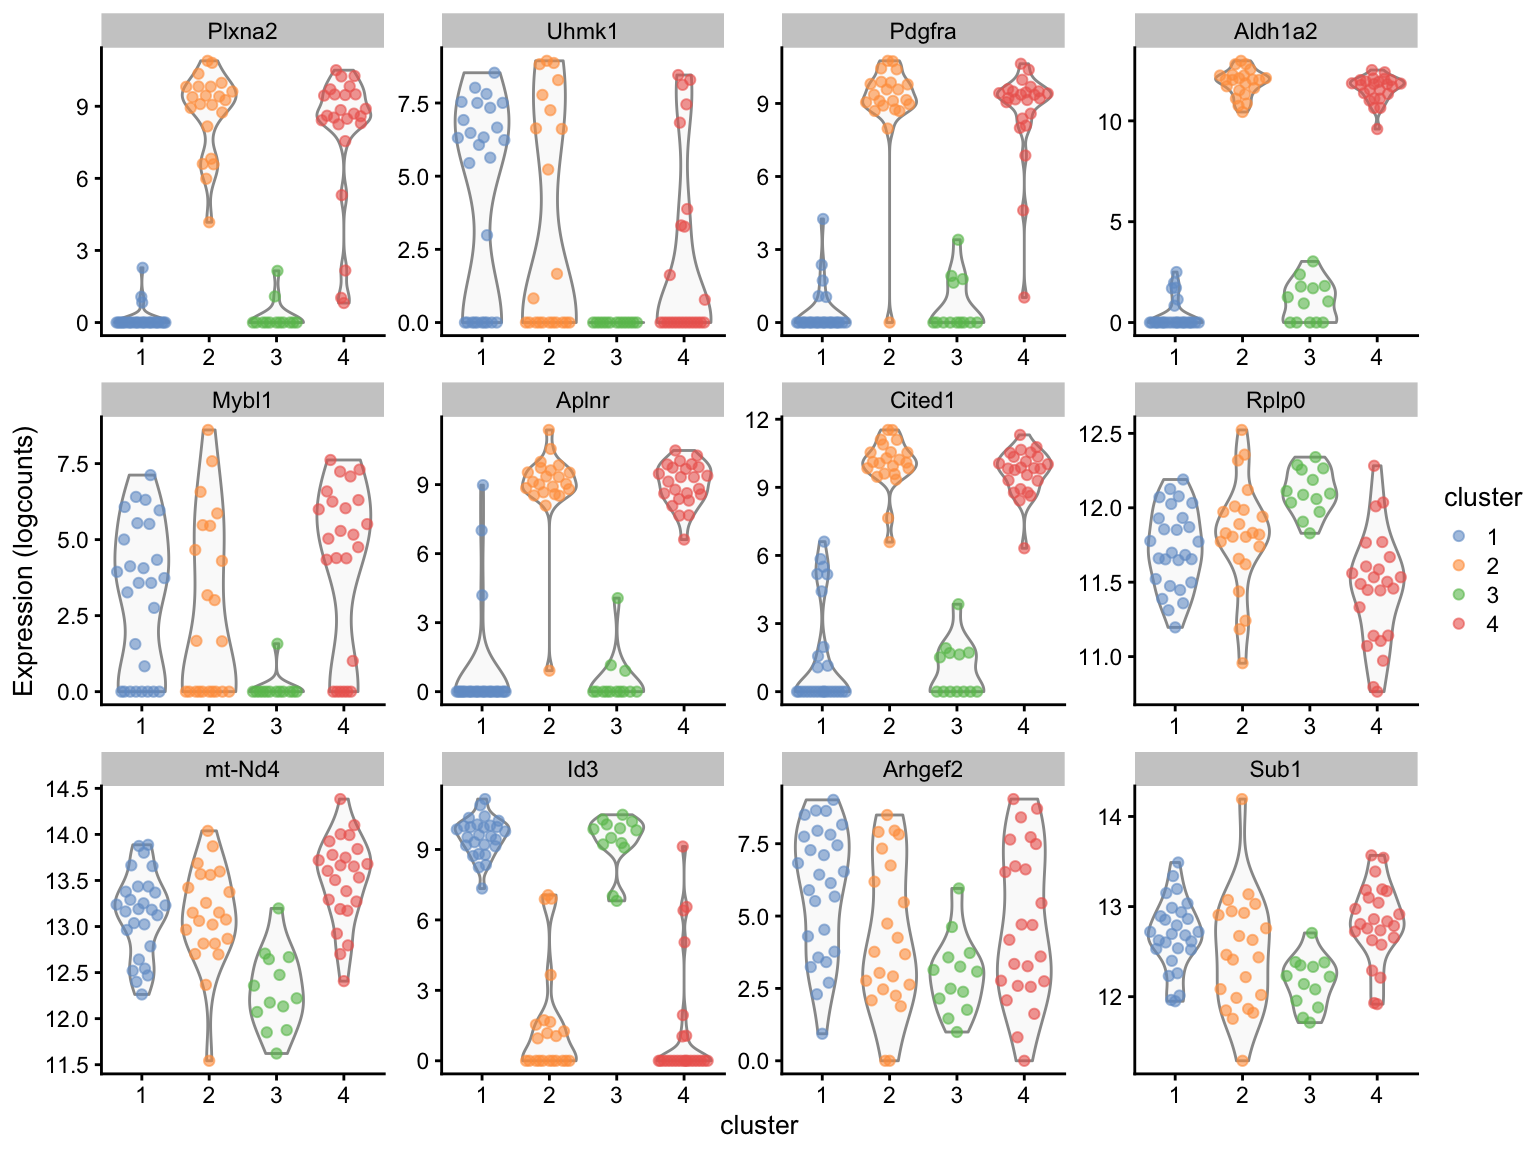 Plxna2 Uhmk1 Pdgfra Aldh1a2
9 6 3 0
7.5 5.0 2.5 0.0
9 6 3 0
10 5 0
1 2 3 4 1 2 3 4 1 2 3 4 1 2 3 4
Mybl1 Aplnr Cited1 Rplp0
7.5 5.0 2.5 0.0
9 6 3 0
12 9 6 3 0
12.5 12.0 11.5 11.0
1 2 3 4 1 2 3 4 1 2 3 4 1 2 3 4
mt-Nd4 Id3 Arhgef2 Sub1
14.5 14.0 13.5 13.0 12.5 12.0 11.5
9 6 3 0
7.5 5.0 2.5 0.0
14 13 12
1 2 3 4 1 2 3 4 1 2 3 4 1 2 3 4
Expression (logcounts)
cluster
cluster
1
2
3
4